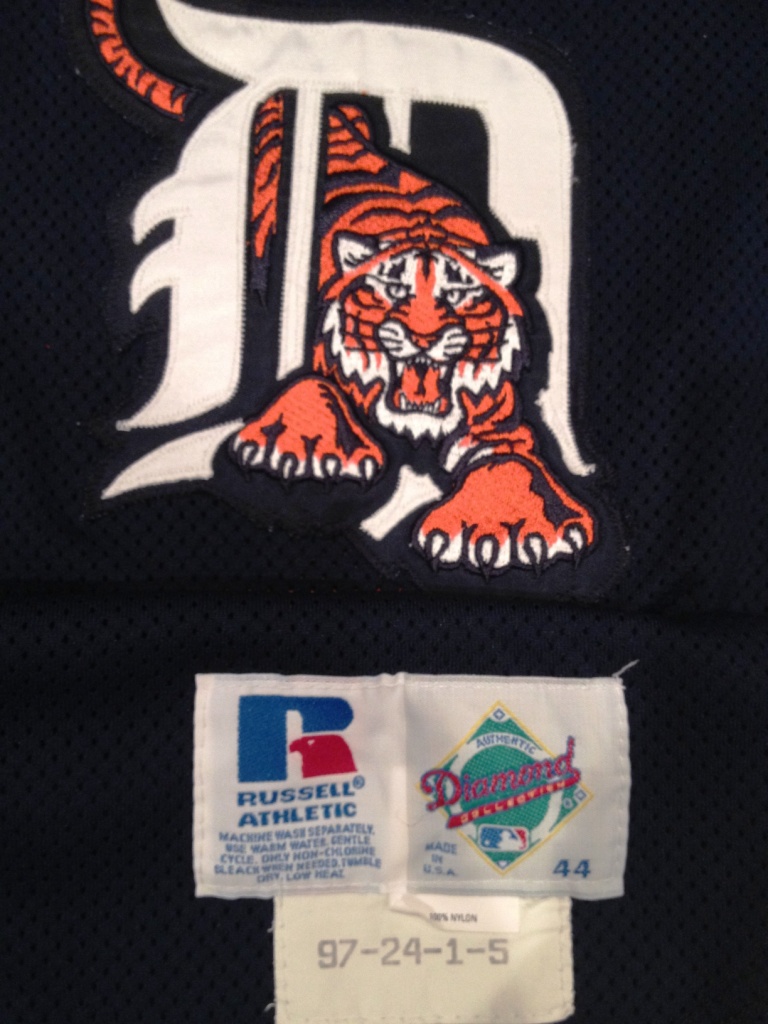 D
R
RUSSELL®
ATHLETIC
MACHINE WASH SEPARATELY,
USE WARM WATER, GENTLE
CYCLE. ONLY NON-CHLORINE
BLEACH WHEN NEEDED. TUMBLE
DRY, LOW HEAT.
AUTHENTIC
Diamond
COLLECTION
MADE
IN
U.S.A.
44
100% NYLON
97-24-1-5